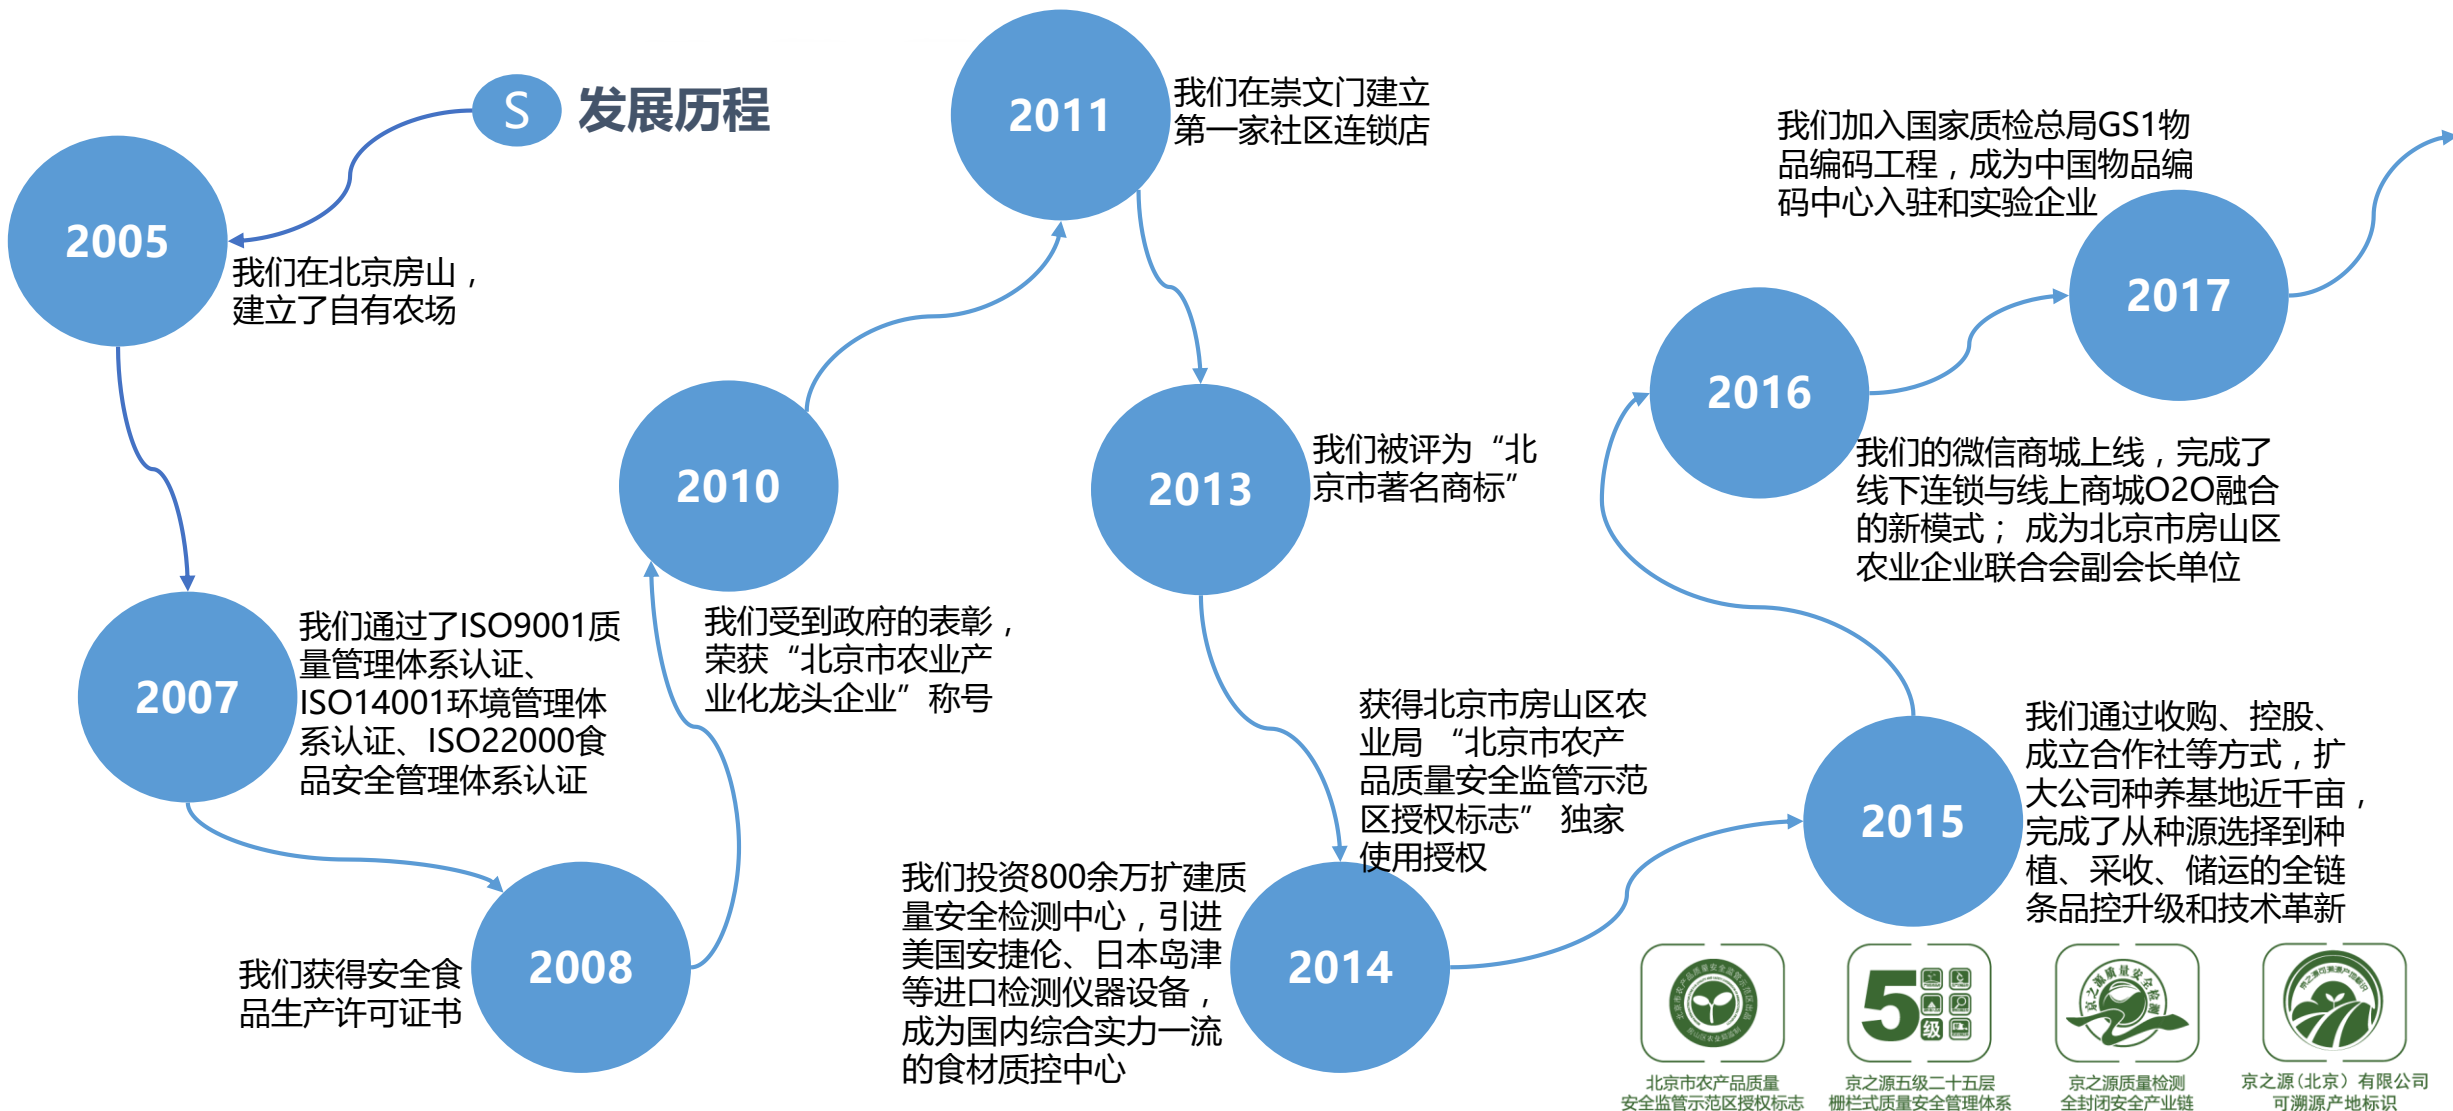 S 发展历程
2005
我们在北京房山，
建立了自有农场
2007
我们通过了ISO9001质
量管理体系认证、
ISO14001环境管理体
系认证、ISO22000食
品安全管理体系认证
2008
我们获得安全食
品生产许可证书
2010
我们受到政府的表彰，
荣获“北京市农业产
业化龙头企业”称号
2011
我们在崇文门建立
第一家社区连锁店
2013
我们被评为“北
京市著名商标”
2014
获得北京市房山区农
业局 “北京市农产
品质量安全监管示范
区授权标志” 独家
使用授权
我们投资800余万扩建质
量安全检测中心，引进
美国安捷伦、日本岛津
等进口检测仪器设备，
成为国内综合实力一流
的食材质控中心
2015
我们通过收购、控股、
成立合作社等方式，扩
大公司种养基地近千亩，
完成了从种源选择到种
植、采收、储运的全链
条品控升级和技术革新
2016
我们的微信商城上线，完成了
线下连锁与线上商城O2O融合
的新模式； 成为北京市房山区
农业企业联合会副会长单位
2017
我们加入国家质检总局GS1物
品编码工程，成为中国物品编
码中心入驻和实验企业
北京市农产品质量
安全监管示范区授权标志
5级
京之源五级二十五层
栅栏式质量安全管理体系
京之源质量安全检测
京之源质量检测
全封闭安全产业链
京之源可溯源产地标识
京之源（北京）有限公司
可溯源产地标识